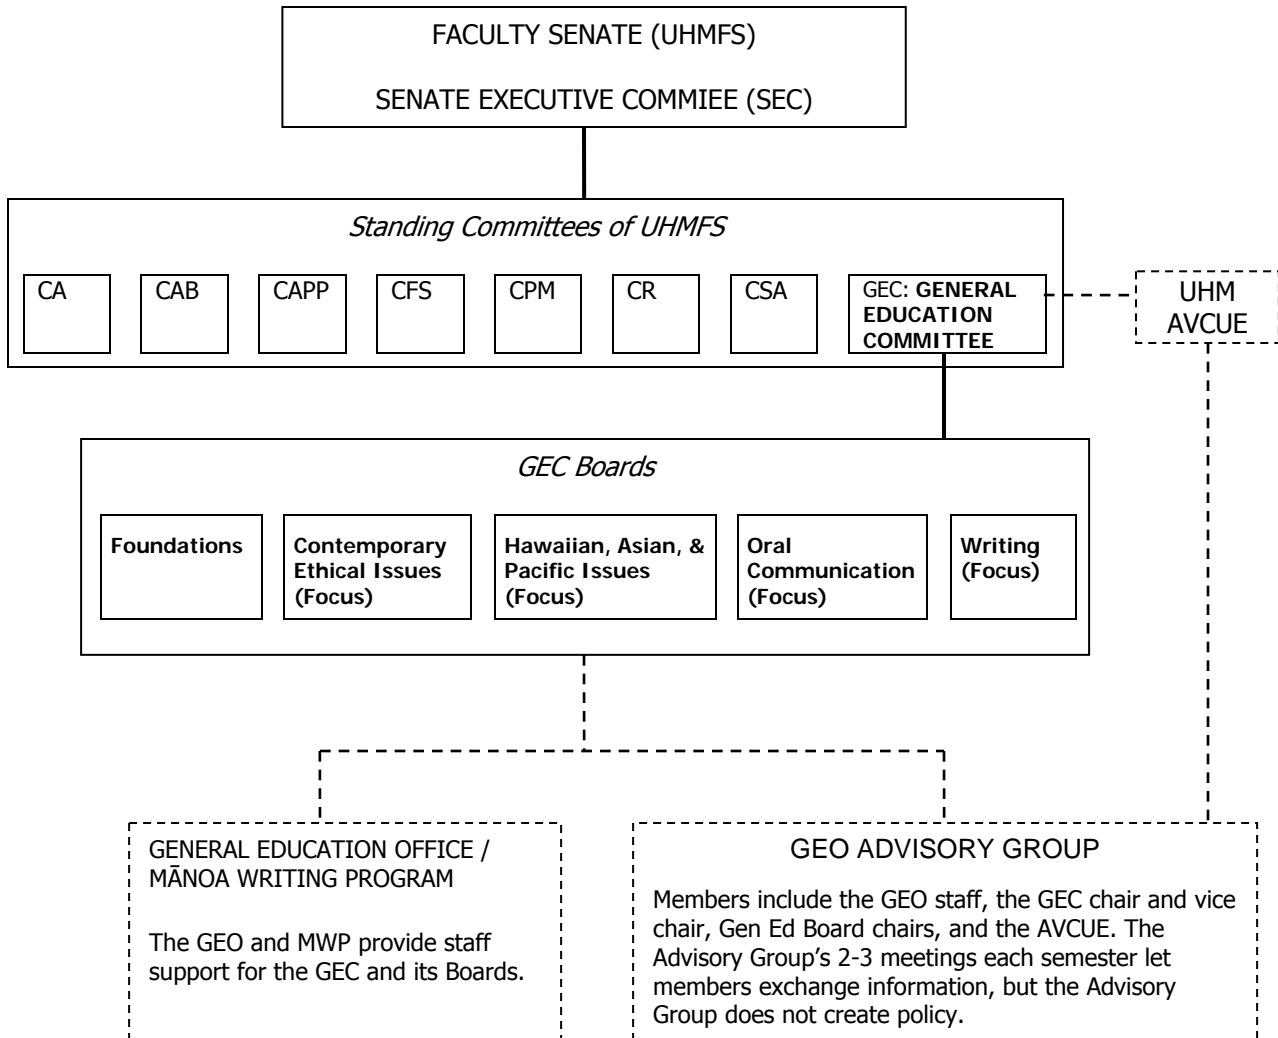 FACULTY SENATE (UHMFS)
SENATE EXECUTIVE COMMIEE (SEC)
Standing Committees of UHMFS
CA
CAB
CAPP
CFS
CPM
CR
CSA
GEC: GENERAL
EDUCATION
COMMITTEE
UHM
AVCUE
GEC Boards
Foundations
Contemporary
Ethical Issues
(Focus)
Hawaiian, Asian, &
Pacific Issues
(Focus)
Oral
Communication
(Focus)
Writing
(Focus)
GENERAL EDUCATION OFFICE /
MĀNOA WRITING PROGRAM
The GEO and MWP provide staff
support for the GEC and its Boards.
GEO ADVISORY GROUP
Members include the GEO staff, the GEC chair and vice
chair, Gen Ed Board chairs, and the AVCUE. The
Advisory Group's 2-3 meetings each semester let
members exchange information, but the Advisory
Group does not create policy.